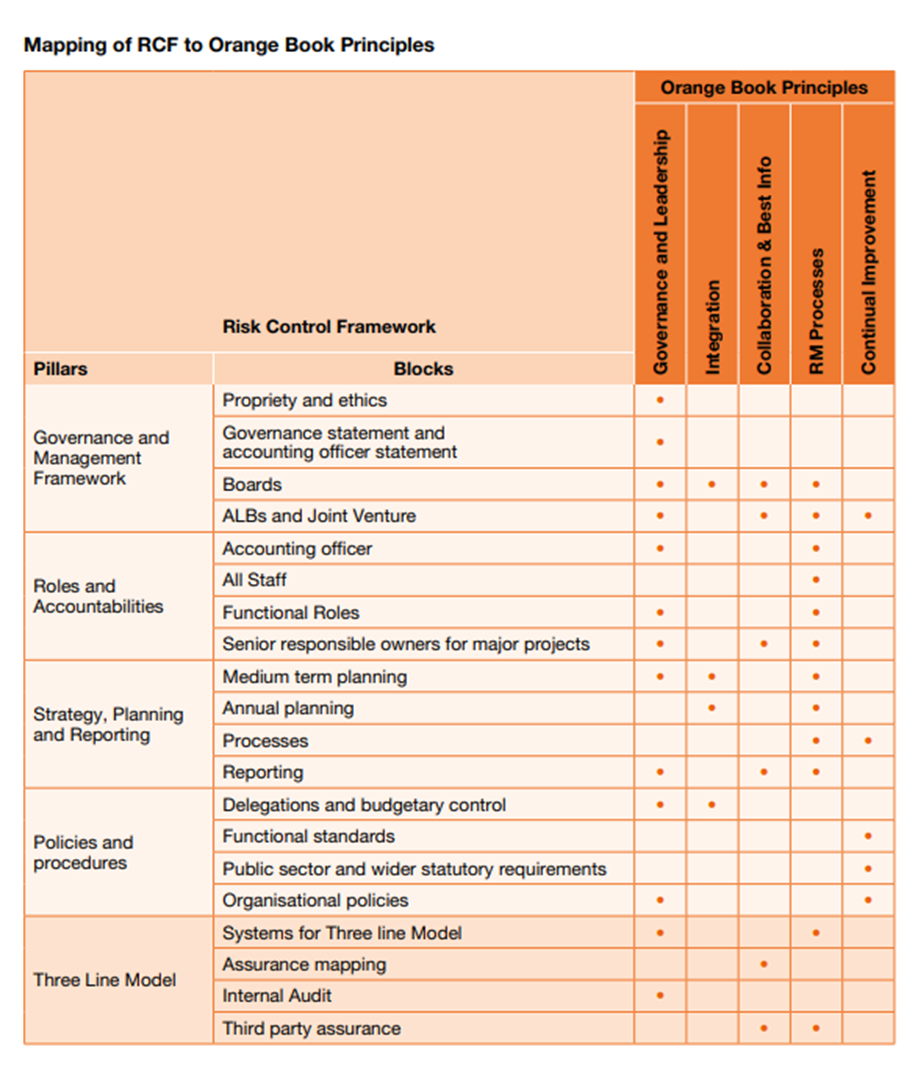 Mapping of RCF to Orange Book Principles
Orange Book Principles
Governance and Leadership
Integration
Collaboration & Best Info
RM Processes
Continual Improvement
Risk Control Framework
Pillars
Blocks
Governance and
Management
Framework
Propriety and ethics
Governance statement and
accounting officer statement
Boards
ALBs and Joint Venture
Roles and
Accountabilities
Accounting officer
All Staff
Functional Roles
Senior responsible owners for major projects
Strategy, Planning
and Reporting
Medium term planning
Annual planning
Processes
Reporting
Policies and
procedures
Delegations and budgetary control
Functional standards
Public sector and wider statutory requirements
Organisational policies
Three Line Model
Systems for Three line Model
Assurance mapping
Internal Audit
Third party assurance